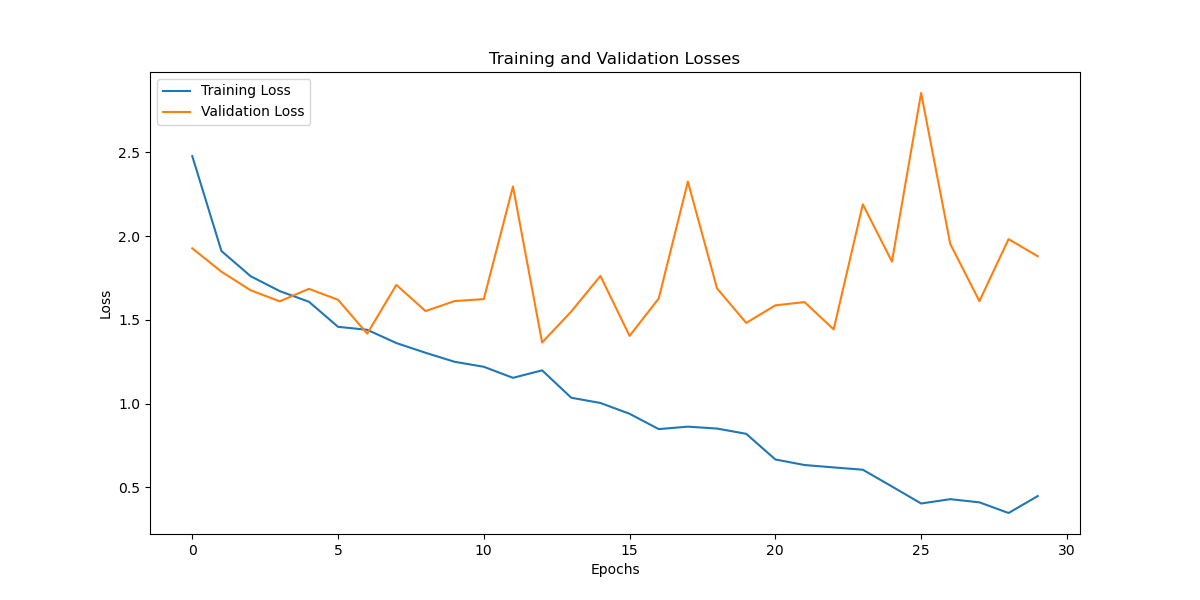 Training and Validation Losses
Training Loss
Validation Loss
2.5
2.0
1.5
1.0
0.5
Loss
0 5 10 15 20 25 30
Epochs